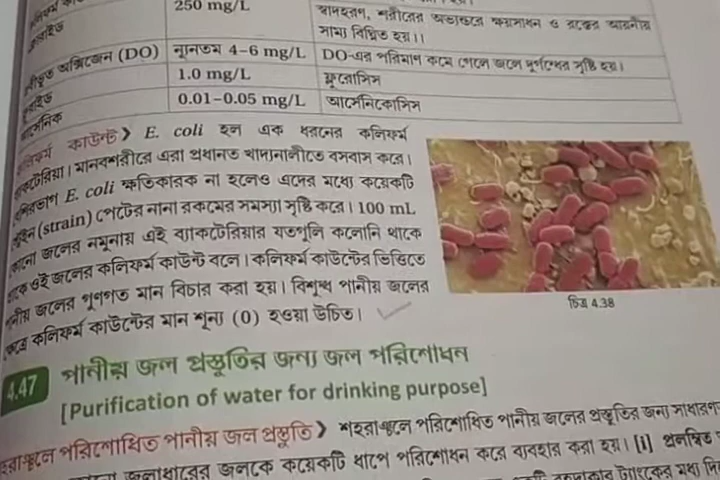 250 mg/L
সাম্য বিঘ্নিত হয়।।
অক্সিজেন (DO) ন্যূনতম 4–6 mg/L DO-এর পরিমাণ কমে গেলে জলে দুর্গন্ধের সৃষ্টি হয়।
1.0 mg/L ফ্লুরোসিস
0.01–0.05 mg/L আর্সেনিকোসিস
কাউন্ট ❯ E. coli হল এক ধরনের কলিফর্ম
মানবশরীরে এরা প্রধানত খাদ্যনালীতে বসবাস করে।
E. coli ক্ষতিকারক না হলেও এদের মধ্যে কয়েকটি
(strain) পেটের নানা রকমের সমস্যা সৃষ্টি করে। 100 mL
জলের নমুনায় এই ব্যাকটেরিয়ার যতগুলি কলোনি থাকে
ওই জলের কলিফর্ম কাউন্ট বলে। কলিফর্ম কাউন্টের ভিত্তিতে
জলের গুণগত মান বিচার করা হয়। বিশুদ্ধ পানীয় জলের
কলিফর্ম কাউন্টের মান শূন্য (0) হওয়া উচিত।
চিত্র 4.38
4.47 পানীয় জল প্রস্তুতির জন্য জল পরিশোধন
[Purification of water for drinking purpose]
পরিশোধিত পানীয় জল প্রস্তুতি ❯ শহরাঞ্চলে পরিশোধিত পানীয় জলের প্রস্তুতির জন্য
জলাধারের জলকে কয়েকটি ধাপে পরিশোধন করে ব্যবহার করা হয়। [i]